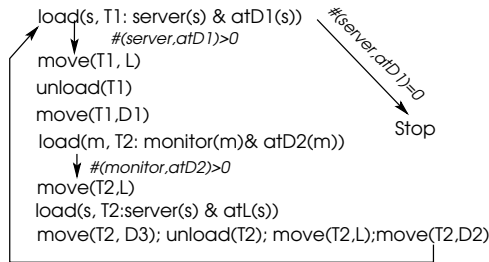 load(s, T1: server(s) & atD1(s))
#(server,atD1)>0
#(server,atD1)=0
move(T1, L)
unload(T1)
move(T1,D1)
Stop
load(m, T2: monitor(m)& atD2(m))
#(monitor,atD2)>0
move(T2,L)
load(s, T2:server(s) & atL(s))
move(T2, D3); unload(T2); move(T2,L);move(T2,D2)